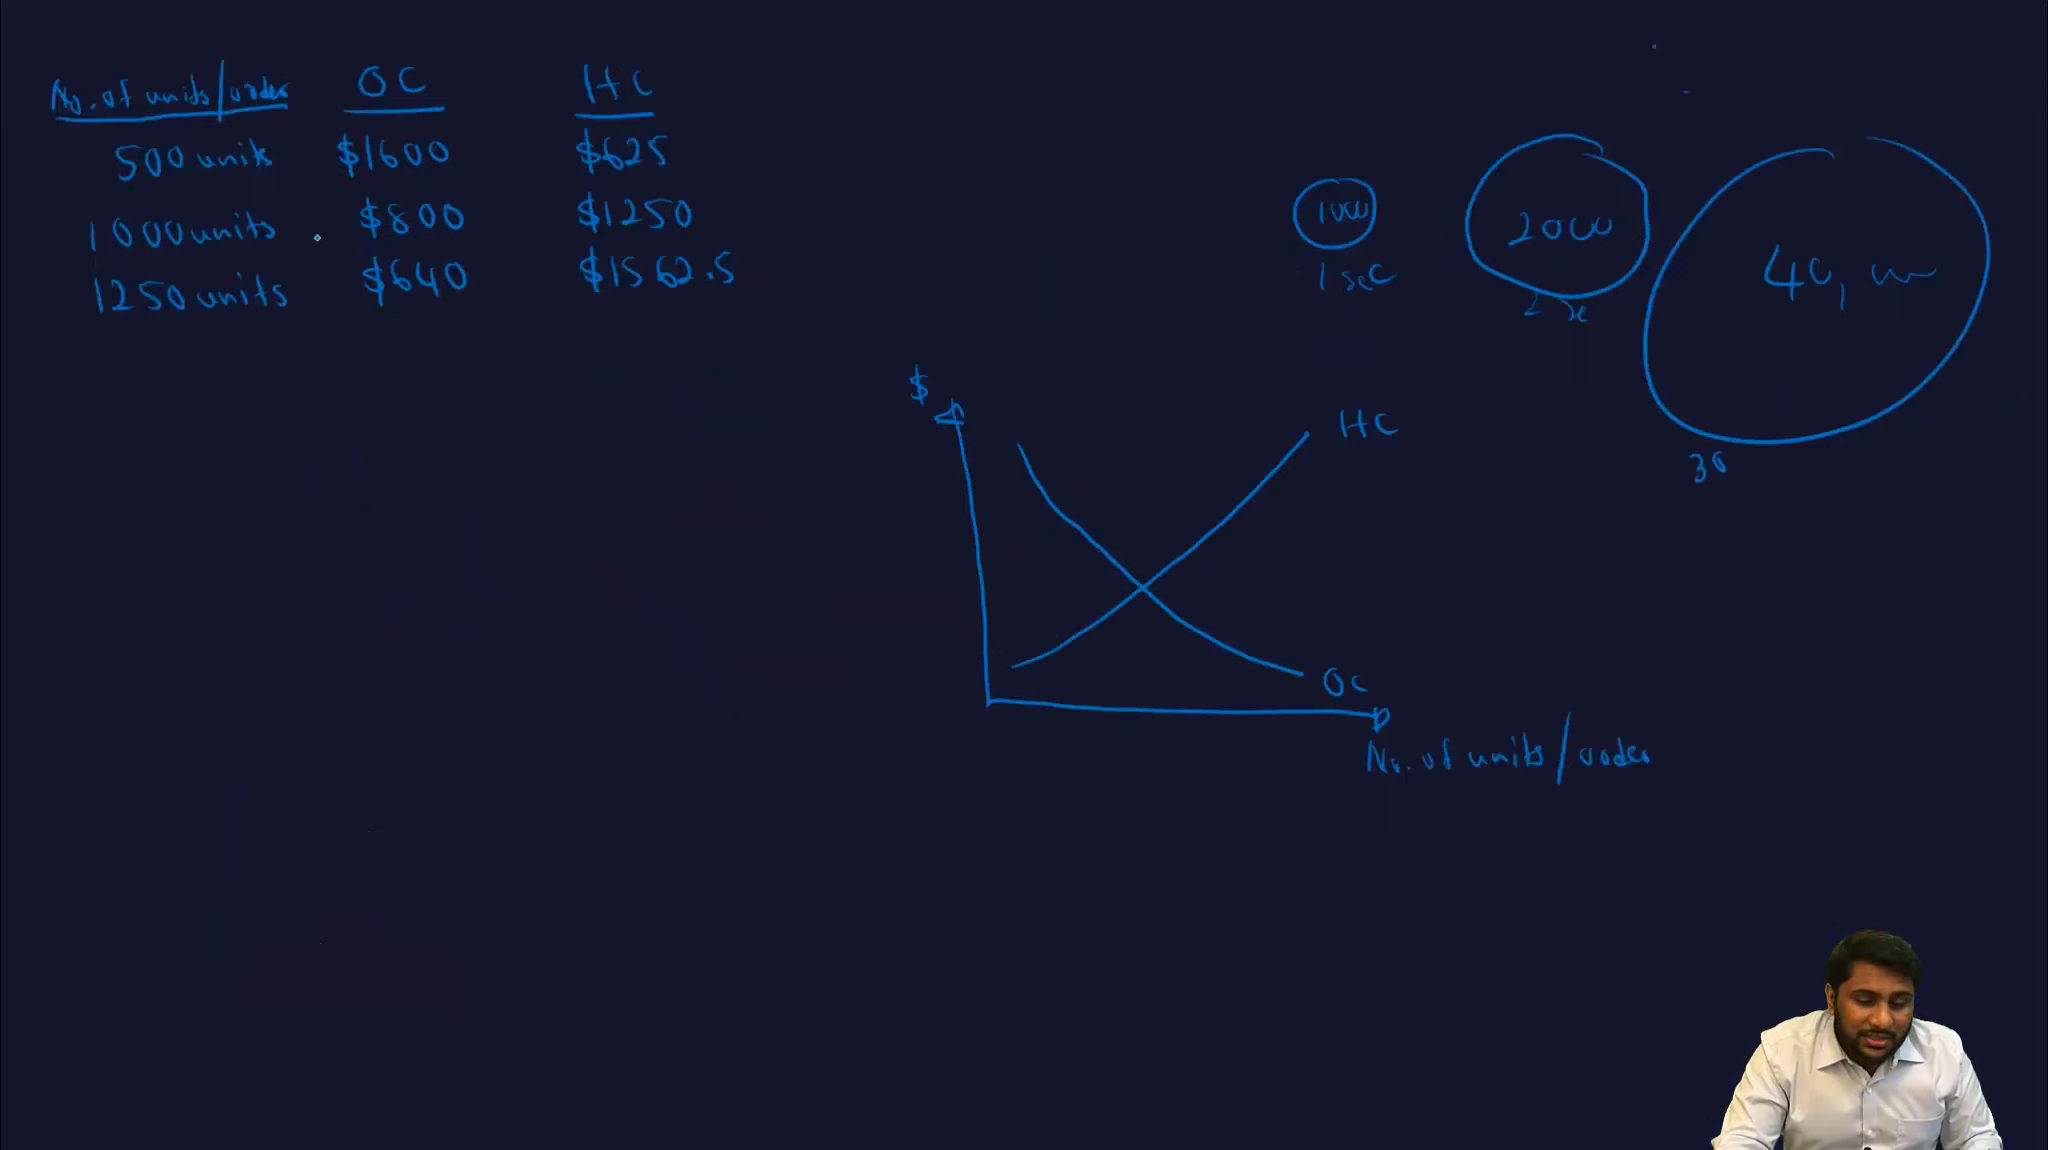 No. of units/order OC HC
500 units $1600 $625
1000 units $800 $1250
1250 units $640 $1562.5
1000
1 sec
2000
2
40,
30
$
HC
OC
No. of units/order